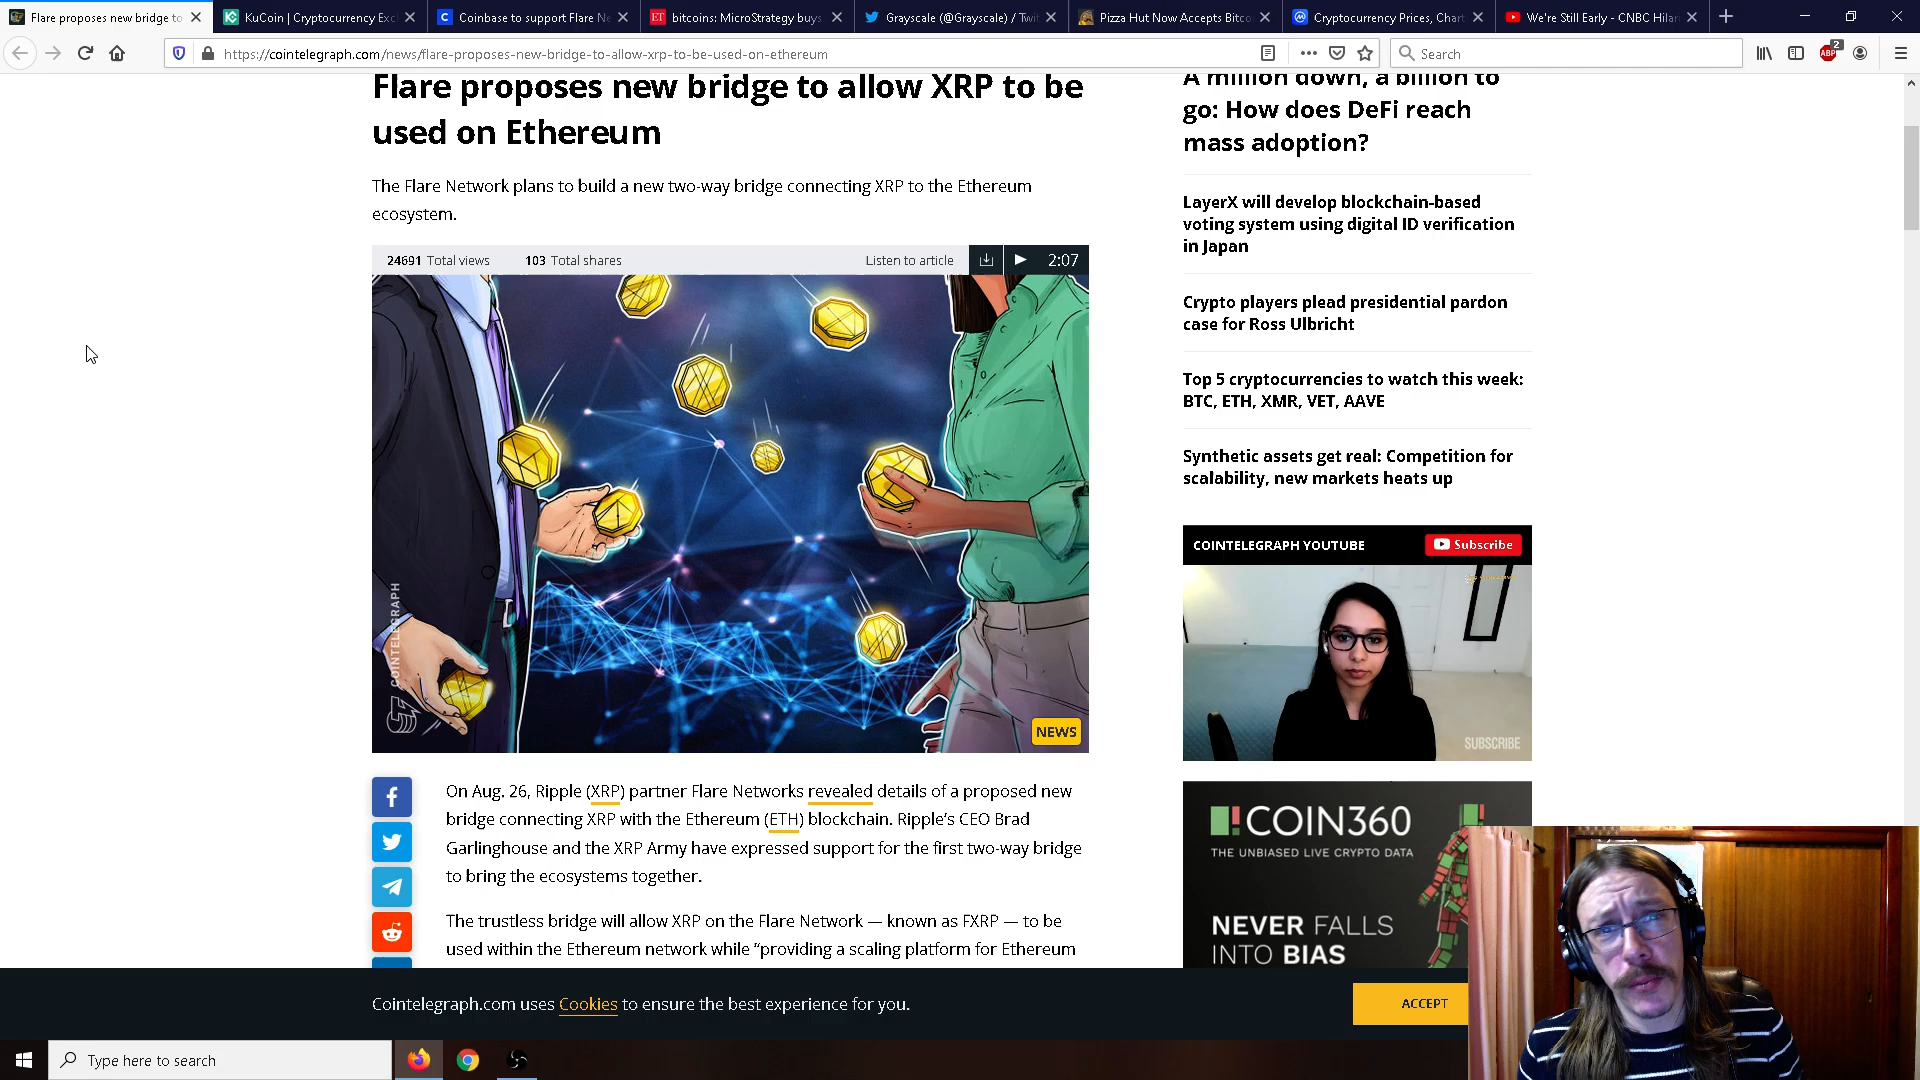 Flare proposes new bridge to
KuCoin | Cryptocurrency Exc
Coinbase to support Flare Ne
bitcoins: MicroStrategy buys
Grayscale (@Grayscale) / Twit
Pizza Hut Now Accepts Bitco
Cryptocurrency Prices, Chart
We're Still Early - CNBC Hilar
https://cointelegraph.com/news/flare-proposes-new-bridge-to-allow-xrp-to-be-used-on-ethereum
Search
ABP
2
Flare proposes new bridge to allow XRP to be
used on Ethereum
The Flare Network plans to build a new two-way bridge connecting XRP to the Ethereum
ecosystem.
24691 Total views
103 Total shares
Listen to article
2:07
COINTELEGRAPH
NEWS
On Aug. 26, Ripple (XRP) partner Flare Networks revealed details of a proposed new
bridge connecting XRP with the Ethereum (ETH) blockchain. Ripple’s CEO Brad
Garlinghouse and the XRP Army have expressed support for the first two-way bridge
to bring the ecosystems together.
The trustless bridge will allow XRP on the Flare Network — known as FXRP — to be
used within the Ethereum network while “providing a scaling platform for Ethereum
A million down, a billion to
go: How does DeFi reach
mass adoption?
LayerX will develop blockchain-based
voting system using digital ID verification
in Japan
Crypto players plead presidential pardon
case for Ross Ulbricht
Top 5 cryptocurrencies to watch this week:
BTC, ETH, XMR, VET, AAVE
Synthetic assets get real: Competition for
scalability, new markets heats up
COINTELEGRAPH YOUTUBE
Subscribe
SUBSCRIBE
COIN360
THE UNBIASED LIVE CRYPTO DATA
NEVER FALLS
INTO BIAS
Cointelegraph.com uses Cookies to ensure the best experience for you.
ACCEPT
Type here to search